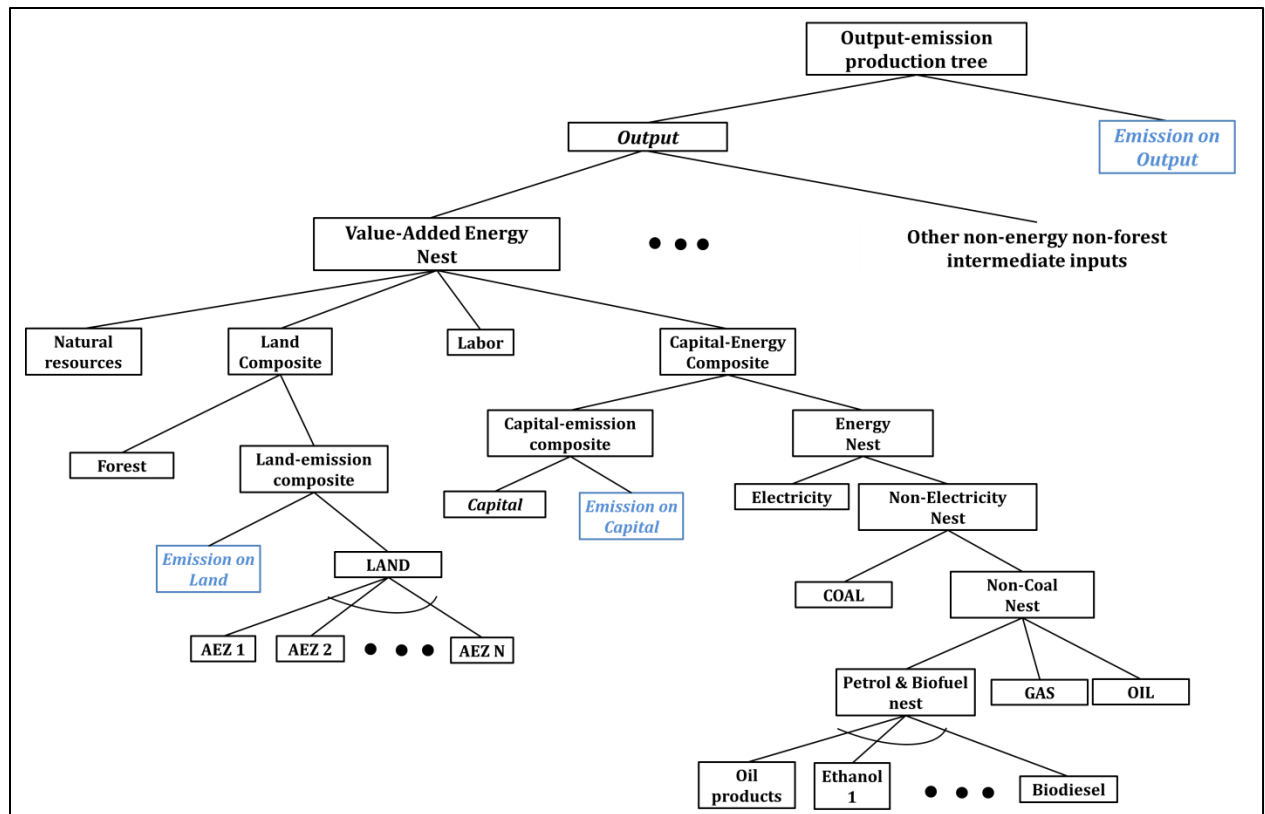 Output-emission
production tree
Output
Emission on
Output
Value-Added Energy
Nest
Other non-energy non-forest
intermediate inputs
Natural
resources
Land
Composite
Labor
Capital-Energy
Composite
Capital-emission
composite
Energy
Nest
Forest
Land-emission
composite
Capital
Emission on
Capital
Electricity
Non-Electricity
Nest
Emission on
Land
LAND
COAL
Non-Coal
Nest
AEZ 1
AEZ 2
AEZ N
Petrol & Biofuel
nest
GAS
OIL
Oil
products
Ethanol
1
Biodiesel